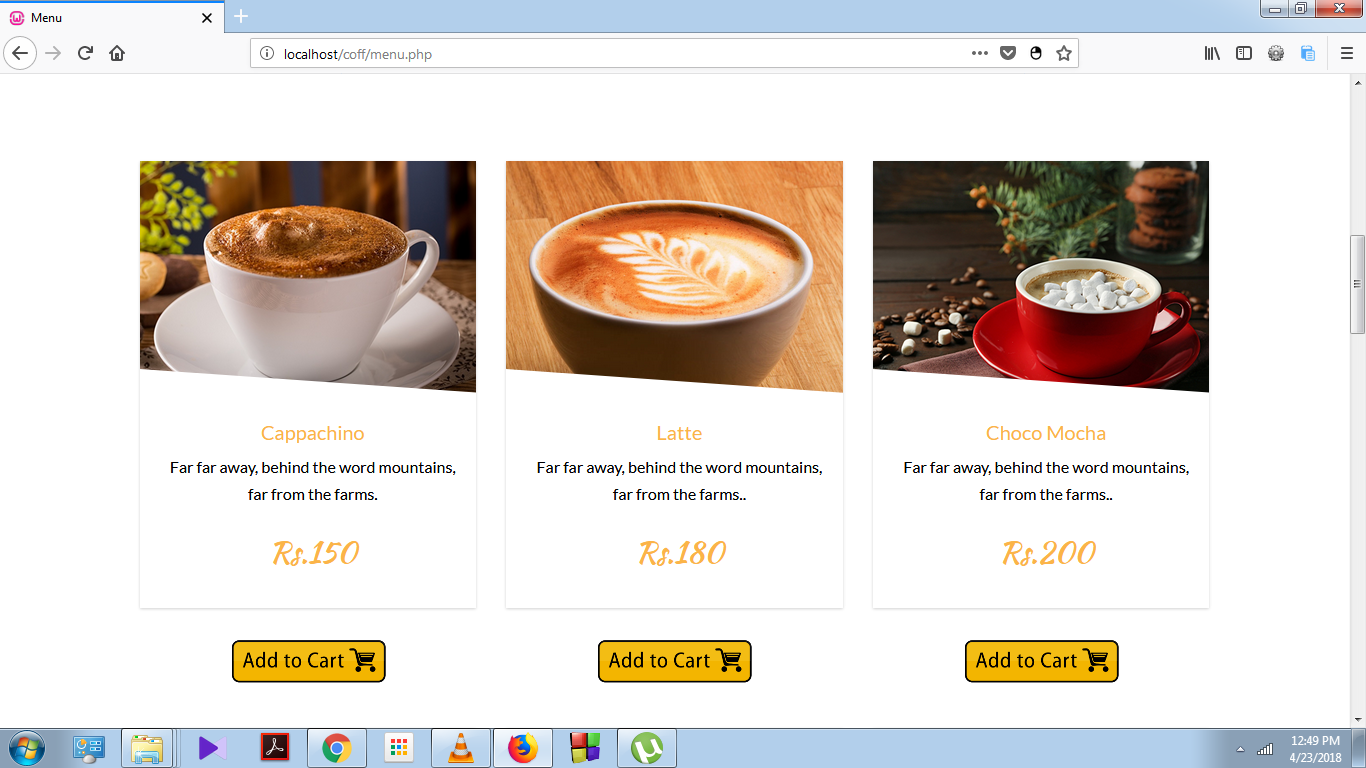 Menu
localhost/coff/menu.php
Cappachino
Far far away, behind the word mountains,
far from the farms.
Rs.150
Add to Cart
Latte
Far far away, behind the word mountains,
far from the farms..
Rs.180
Add to Cart
Choco Mocha
Far far away, behind the word mountains,
far from the farms..
Rs.200
Add to Cart
12:49 PM
4/23/2018